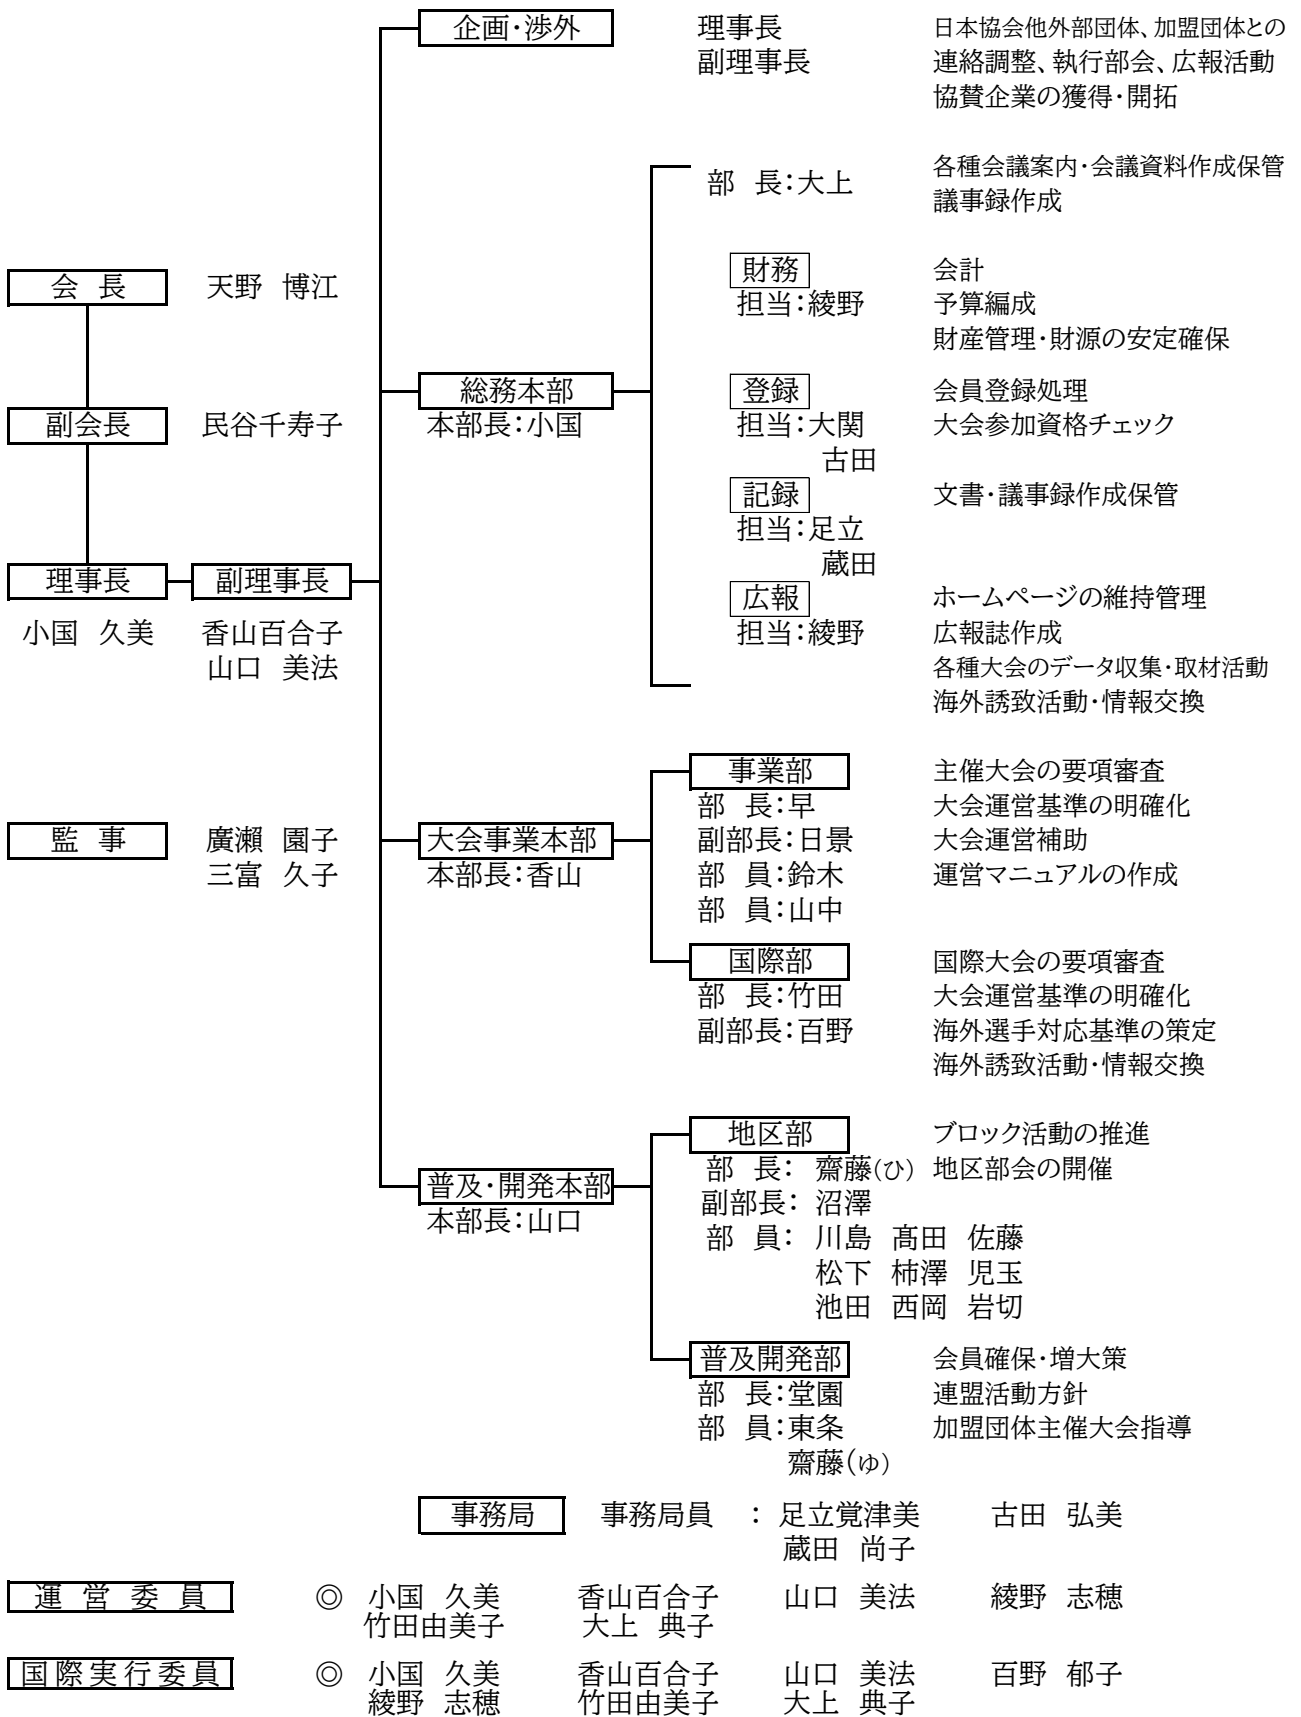 企画・渉外 理事長 日本協会他外部団体、加盟団体との
副理事長 連絡調整、執行部会、広報活動
協賛企業の獲得・開拓
部 長：大上 各種会議案内・会議資料作成保管
議事録作成
会 長 天野 博江 財務 会計
担当：綾野 予算編成
財産管理・財源の安定確保
総務本部 登録 会員登録処理
副会長 民谷千寿子 本部長：小国 担当：大関 大会参加資格チェック
古田
記録 文書・議事録作成保管
担当：足立
蔵田
理事長 副理事長 広報 ホームページの維持管理
小国 久美 香山百合子 担当：綾野 広報誌作成
山口 美法 各種大会のデータ収集・取材活動
海外誘致活動・情報交換
事業部 主催大会の要項審査
部 長：早 大会運営基準の明確化
監 事 廣瀬 園子 大会事業本部 副部長：日景 大会運営補助
三富 久子 本部長：香山 部 員：鈴木 運営マニュアルの作成
部 員：山中
国際部 国際大会の要項審査
部 長：竹田 大会運営基準の明確化
副部長：百野 海外選手対応基準の策定
海外誘致活動・情報交換
地区部 ブロック活動の推進
部 長： 齋藤（ひ） 地区部会の開催
普及・開発本部 副部長： 沼澤
本部長：山口 部 員： 川島 髙田 佐藤
松下 柿澤 児玉
池田 西岡 岩切
普及開発部 会員確保・増大策
部 長：堂園 連盟活動方針
部 員：東条 加盟団体主催大会指導
齋藤（ゅ）
事務局 事務局員 ： 足立覚津美 古田 弘美
蔵田 尚子
運 営 委 員 ◎ 小国 久美 香山百合子 山口 美法 綾野 志穂
竹田由美子 大上 典子
国際実行委員 ◎ 小国 久美 香山百合子 山口 美法 百野 郁子
綾野 志穂 竹田由美子 大上 典子